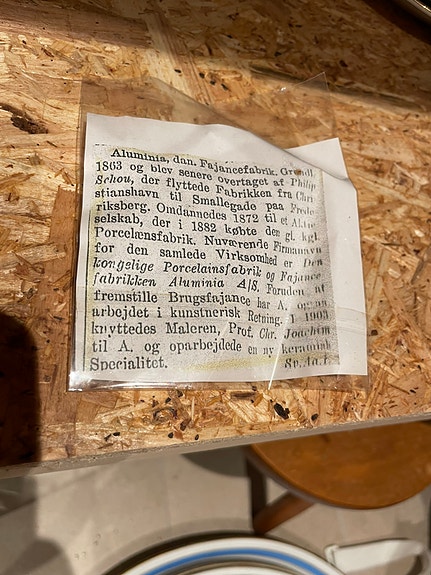 Aluminia, dan. Fajancefabrik. Grundl.
1863 og blev senere overtaget af Philip
Schou, der flyttede Fabrikken fra Chri
stianshavn til Smallegade paa Frede
riksberg. Omdannedes 1872 til et Aktie
selskab, der i 1882 købte den gl. kgl.
Porcelænsfabrik. Nuværende Firmanavn
for den samlede Virksomhed er Den
kongelige Porcelainsfabrik og Fajance
fabrikken Aluminia A/S. Foruden at
fremstille Brugsfajance har A. ogsaa
arbejdet i kunstnerisk Retning. I 1903
knyttedes Maleren, Prof. Chr. Joachim
til A. og oparbejdede en ny keramisk
Specialitet.